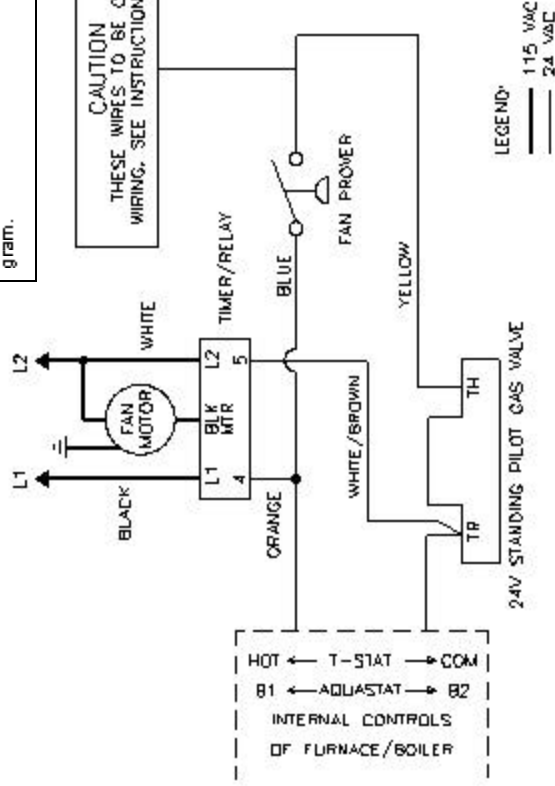 gram.
CAUTION
THESE WIRES TO BE
WIRING. SEE INSTRUCTION
LEGEND:
115 VAC
24 VAC
L2
L1
WHITE
BLACK
FAN
MOTOR
TIMER/RELAY
L2
5
BLK
MTR
L1
4
BLUE
FAN PROVER
ORANGE
WHITE/BROWN
YELLOW
TH
TR
24V STANDING PILOT GAS VALVE
HOT T-STAT COM
B1 AQUASTAT B2
INTERNAL CONTROLS
OF FURNACE/BOILER